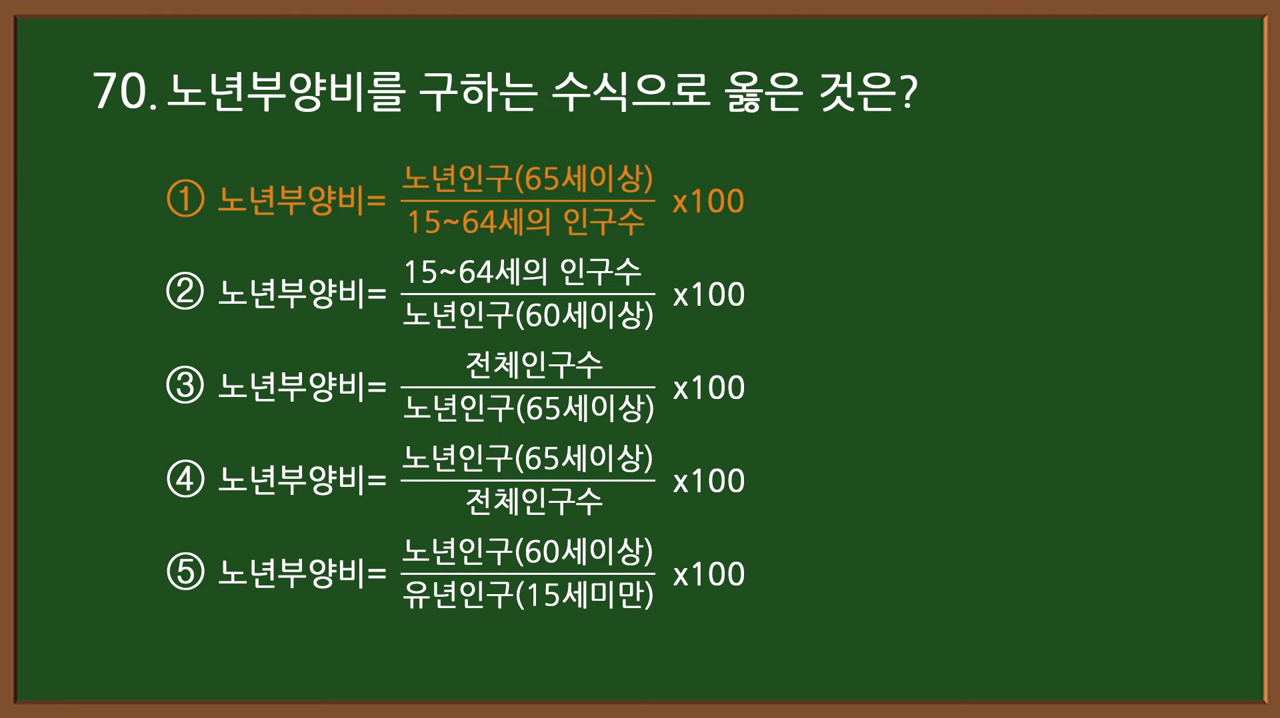 70. 노년부양비를 구하는 수식으로 옳은 것은?
① 노년부양비= 노년인구(65세이상) x100
15~64세의 인구수
② 노년부양비= 15~64세의 인구수 x100
노년인구(60세이상)
③ 노년부양비= 전체인구수 x100
노년인구(65세이상)
④ 노년부양비= 노년인구(65세이상) x100
전체인구수
⑤ 노년부양비= 노년인구(60세이상) x100
유년인구(15세미만)